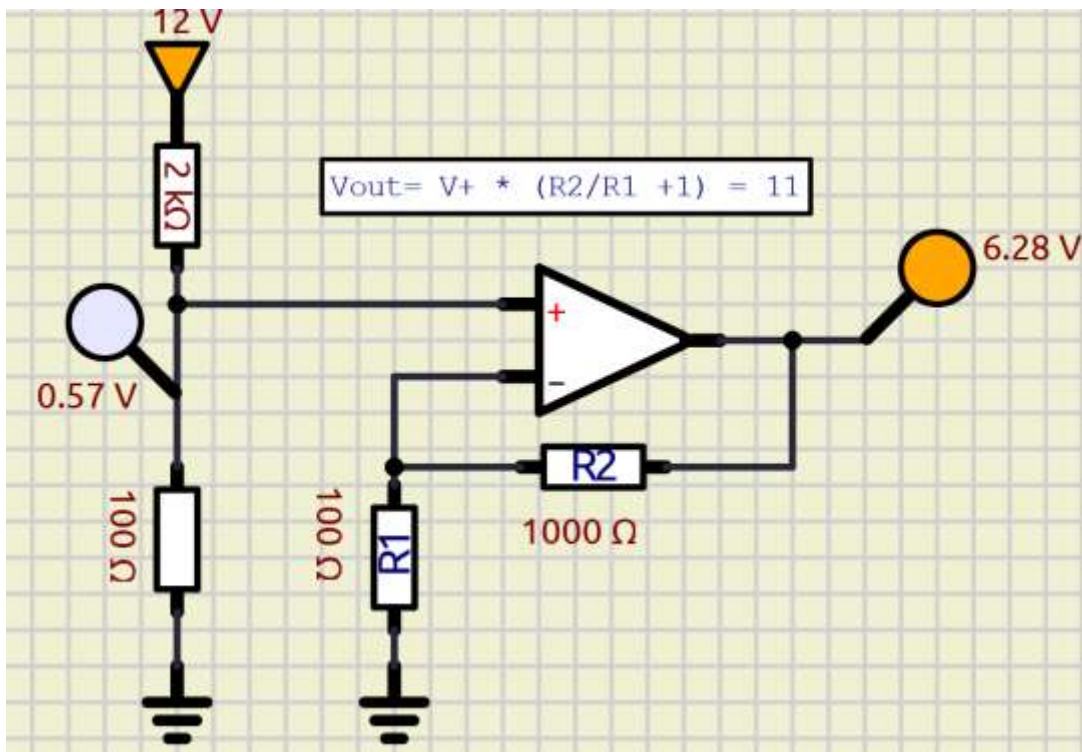 12 V
2 kΩ
Vout= V+ * (R2/R1 +1) = 11
6.28 V
+
0.57 V
−
R2
100 Ω
100 Ω
R1
1000 Ω